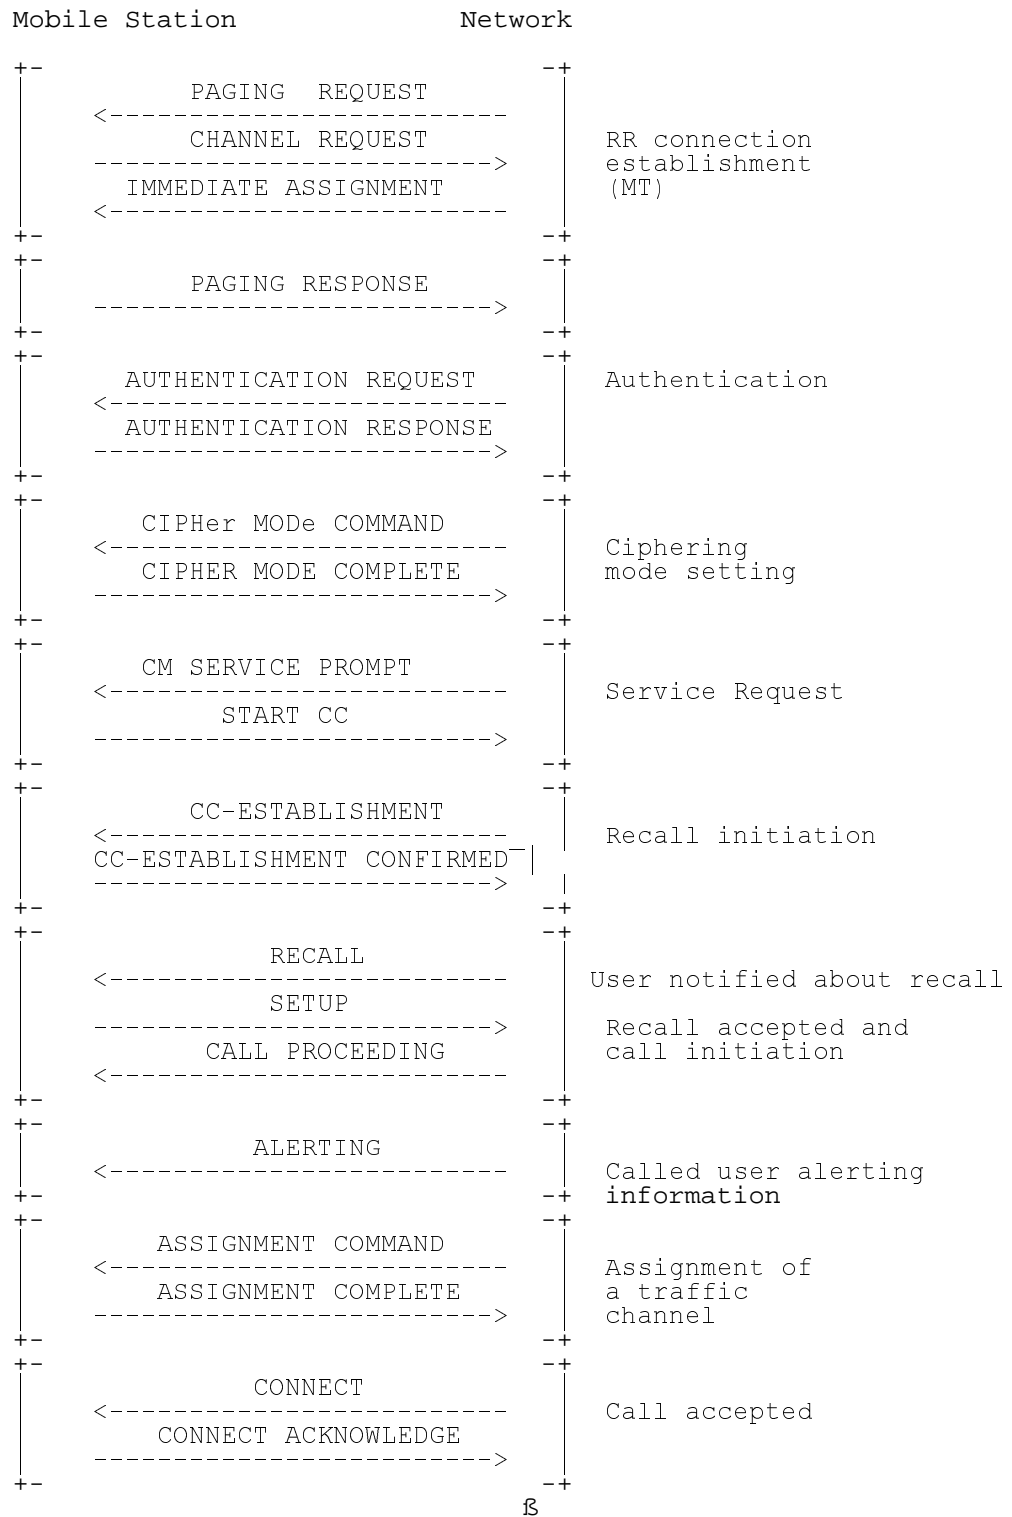 Mobile Station Network
+- -+
PAGING REQUEST
<-------------------------
CHANNEL REQUEST RR connection
-------------------------> establishment
IMMEDIATE ASSIGNMENT (MT)
<-------------------------
+- -+
+- -+
PAGING RESPONSE
------------------------->
+- -+
+- -+
AUTHENTICATION REQUEST Authentication
<-------------------------
AUTHENTICATION RESPONSE
------------------------->
+- -+
+- -+
CIPHer MODe COMMAND
<------------------------- Ciphering
CIPHER MODE COMPLETE mode setting
------------------------->
+- -+
+- -+
CM SERVICE PROMPT
<------------------------- Service Request
START CC
------------------------->
+- -+
+- -+
CC-ESTABLISHMENT
<------------------------- Recall initiation
CC-ESTABLISHMENT CONFIRMED
------------------------->
+- -+
+- -+
RECALL
<------------------------- User notified about recall
SETUP
-------------------------> Recall accepted and
CALL PROCEEDING call initiation
<-------------------------
+- -+
+- -+
ALERTING
<------------------------- Called user alerting
+- -+ information
+- -+
ASSIGNMENT COMMAND
<------------------------- Assignment of
ASSIGNMENT COMPLETE a traffic
-------------------------> channel
+- -+
+- -+
CONNECT
<------------------------- Call accepted
CONNECT ACKNOWLEDGE
------------------------->
+- -+
ß